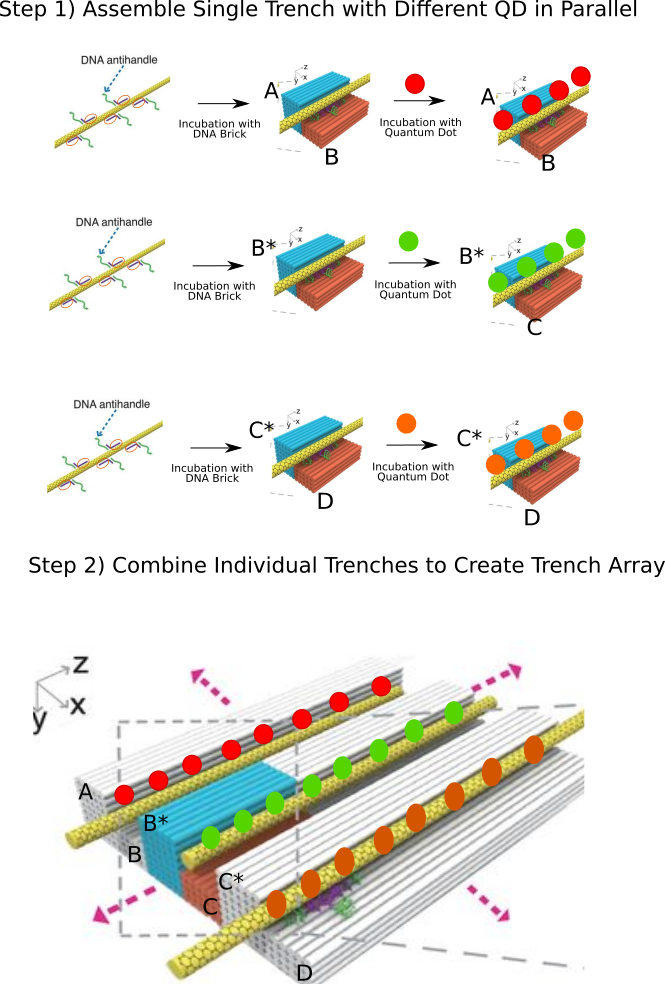 Step 1) Assemble Single Trench with Different QD in Parallel
DNA antihandle
A
z
y
x
B
Incubation with
DNA Brick
Incubation with
Quantum Dot
A
z
y
x
B
DNA antihandle
B*
z
y
x
Incubation with
DNA Brick
Incubation with
Quantum Dot
B*
z
y
x
C
DNA antihandle
C*
z
y
x
D
Incubation with
DNA Brick
Incubation with
Quantum Dot
C*
z
y
x
D
Step 2) Combine Individual Trenches to Create Trench Array
z
x
y
A
B*
B
C*
C
D